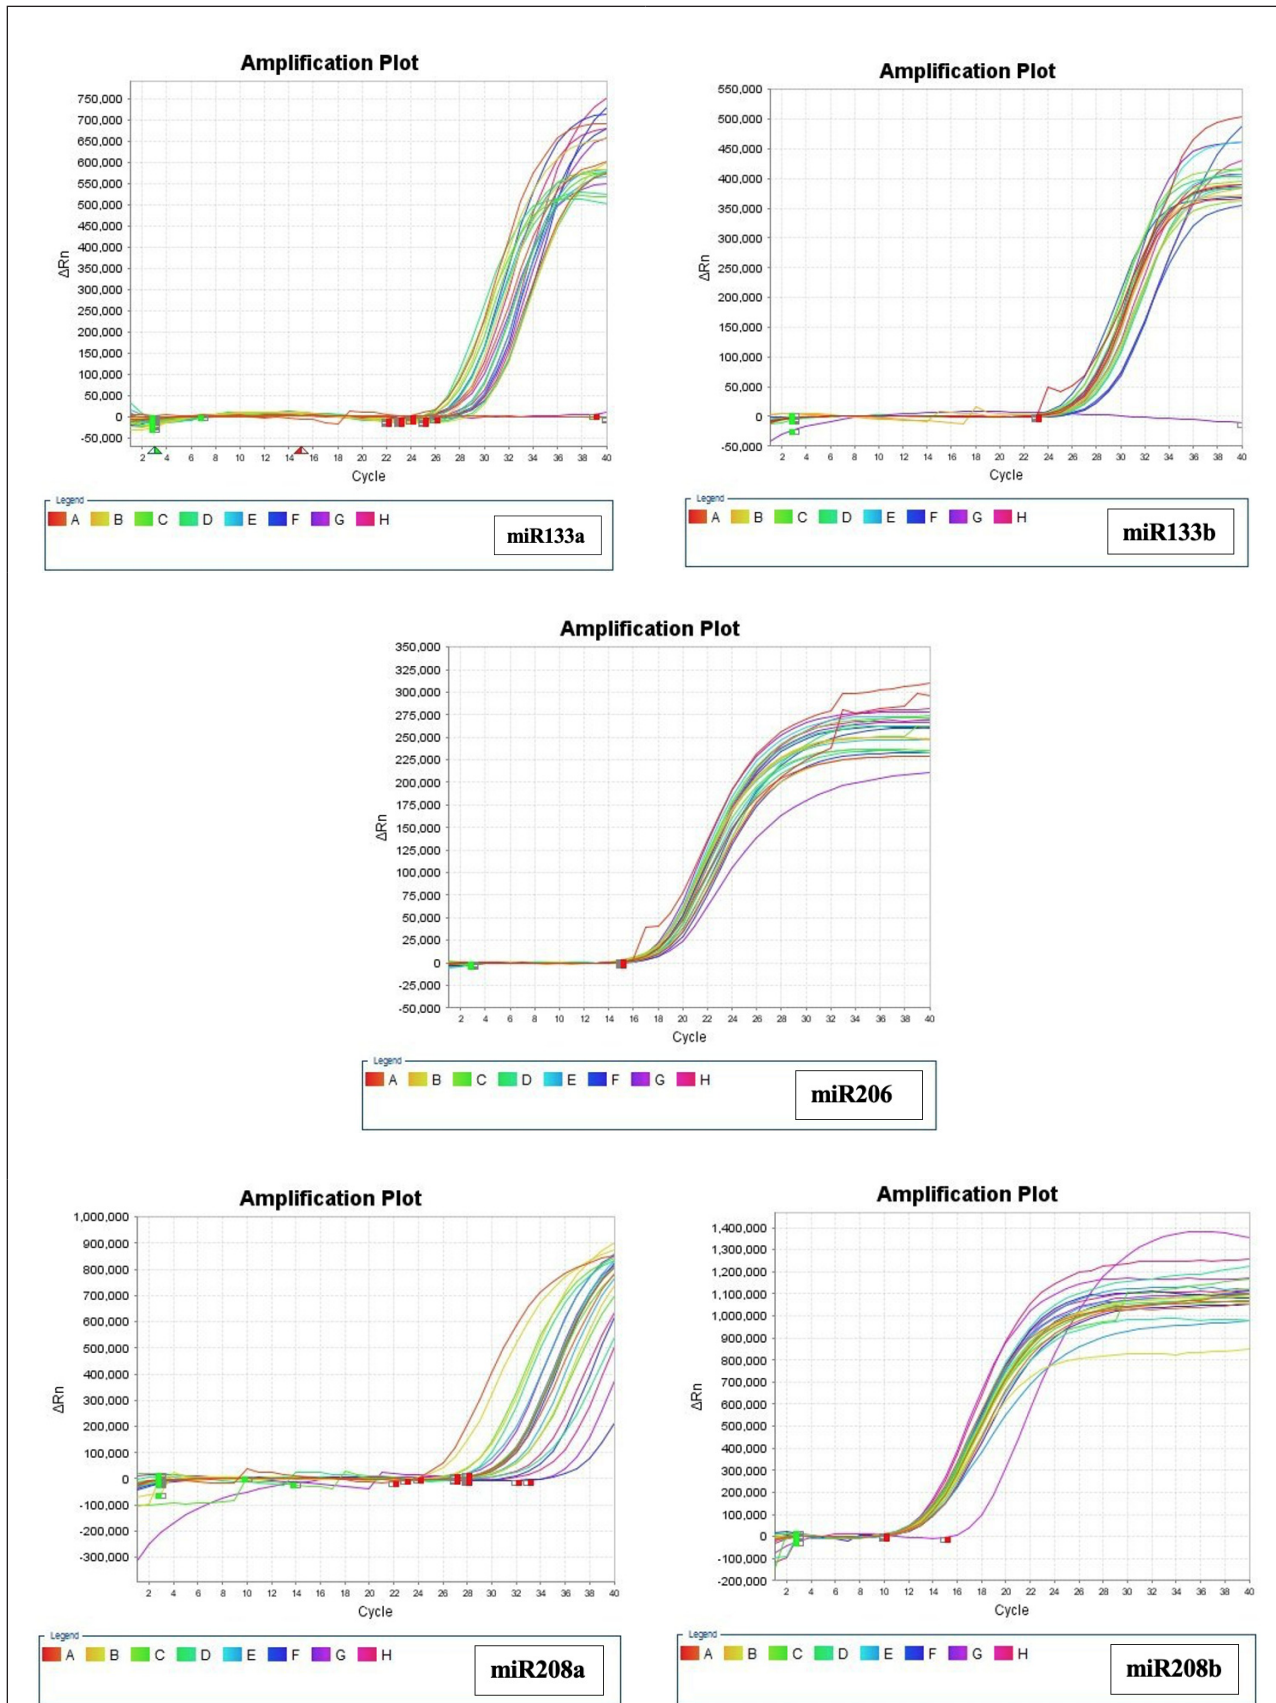 Amplification Plot
750,000
700,000
650,000
600,000
550,000
500,000
450,000
400,000
350,000
300,000
250,000
200,000
150,000
100,000
50,000
0
-50,000
ΔRn
2 4 6 8 10 12 14 16 18 20 22 24 26 28 30 32 34 36 38 40
Cycle
Legend
A B C D E F G H
miR133a
Amplification Plot
550,000
500,000
450,000
400,000
350,000
300,000
250,000
200,000
150,000
100,000
50,000
0
-50,000
ΔRn
2 4 6 8 10 12 14 16 18 20 22 24 26 28 30 32 34 36 38 40
Cycle
Legend
A B C D E F G H
miR133b
Amplification Plot
350,000
325,000
300,000
275,000
250,000
225,000
200,000
175,000
150,000
125,000
100,000
75,000
50,000
25,000
0
-25,000
-50,000
ΔRn
2 4 6 8 10 12 14 16 18 20 22 24 26 28 30 32 34 36 38 40
Cycle
Legend
A B C D E F G H
miR206
Amplification Plot
1,000,000
900,000
800,000
700,000
600,000
500,000
400,000
300,000
200,000
100,000
0
-100,000
-200,000
-300,000
ΔRn
2 4 6 8 10 12 14 16 18 20 22 24 26 28 30 32 34 36 38 40
Cycle
Legend
A B C D E F G H
miR208a
Amplification Plot
1,400,000
1,300,000
1,200,000
1,100,000
1,000,000
900,000
800,000
700,000
600,000
500,000
400,000
300,000
200,000
100,000
0
-100,000
-200,000
ΔRn
2 4 6 8 10 12 14 16 18 20 22 24 26 28 30 32 34 36 38 40
Cycle
Legend
A B C D E F G H
miR208b